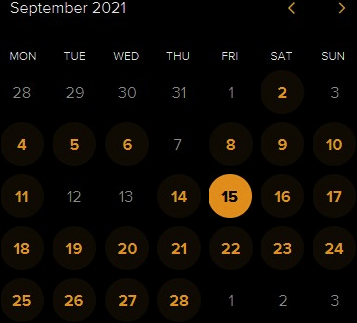 September 2021
MON TUE WED THU FRI SAT SUN
28 29 30 31 1 2 3
4 5 6 7 8 9 10
11 12 13 14 15 16 17
18 19 20 21 22 23 24
25 26 27 28 1 2 3